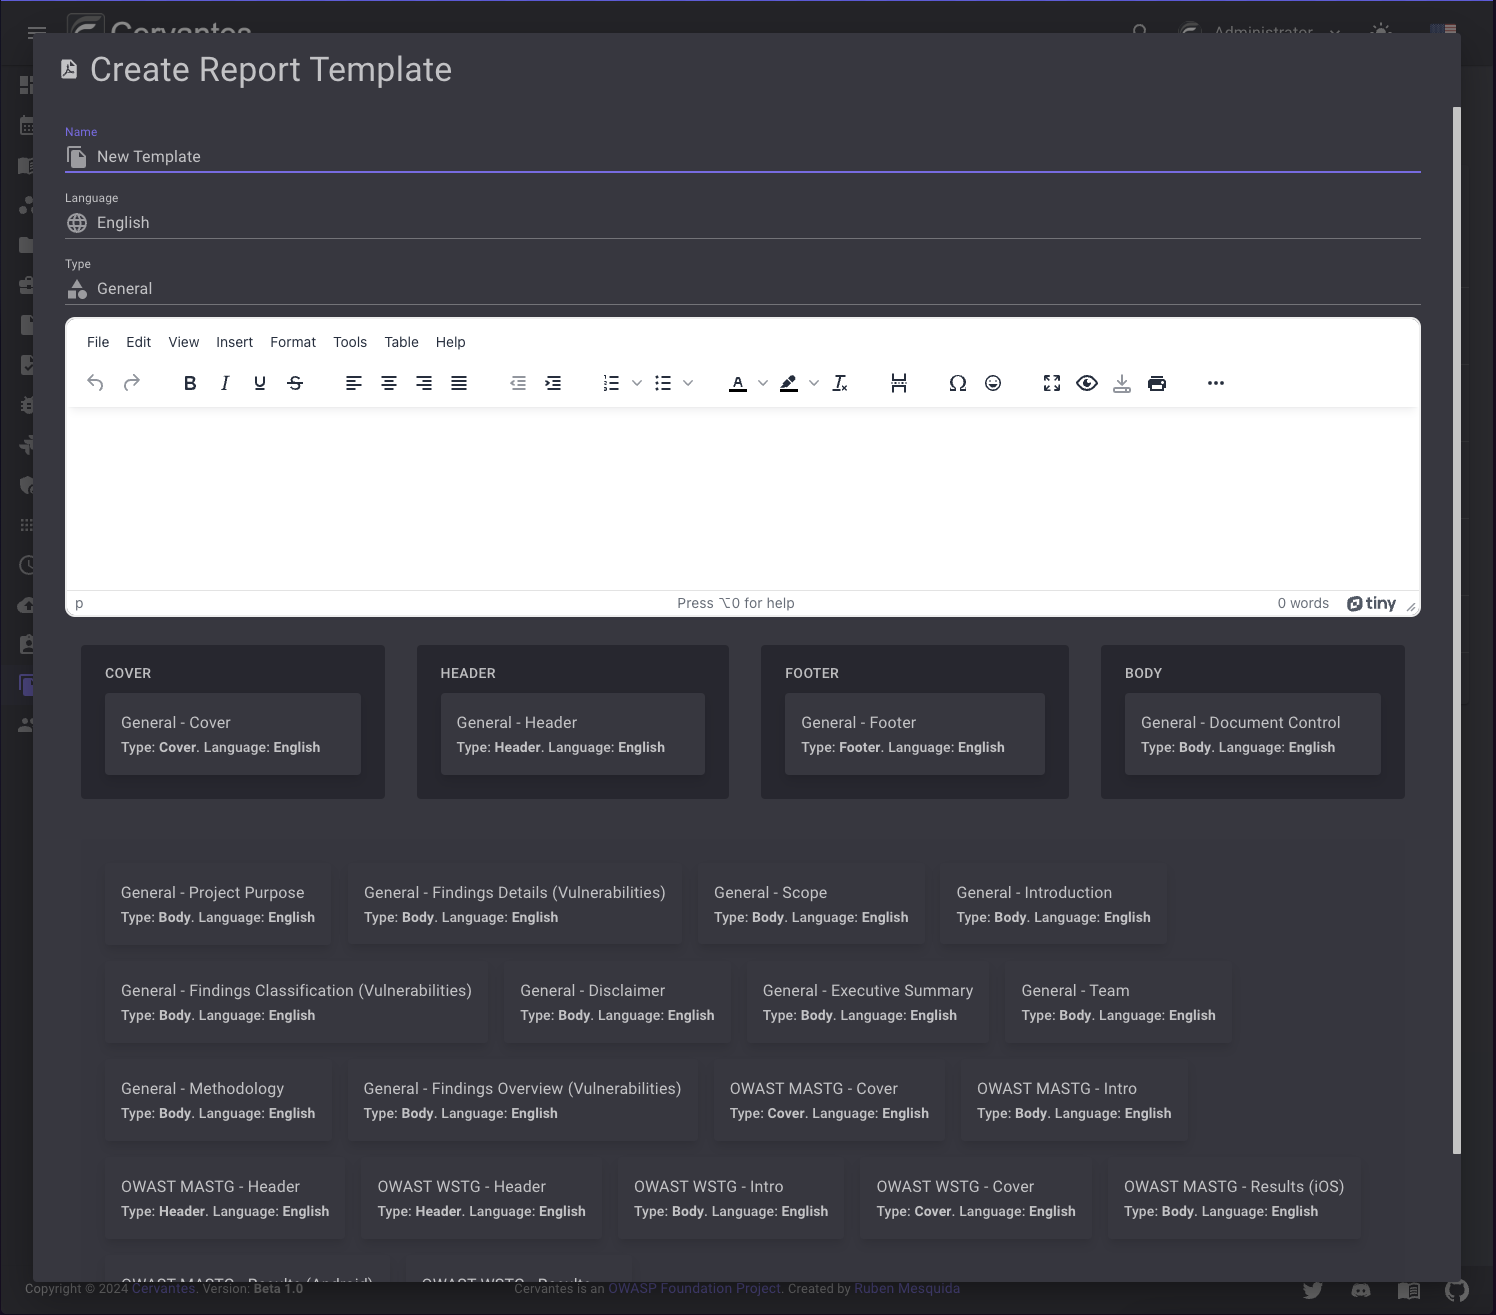 Cervantes
Administrator
Create Report Template
Name
New Template
Language
English
Type
General
File Edit View Insert Format Tools Table Help
p Press ⌥0 for help 0 words tiny
COVER
General - Cover
Type: Cover. Language: English
HEADER
General - Header
Type: Header. Language: English
FOOTER
General - Footer
Type: Footer. Language: English
BODY
General - Document Control
Type: Body. Language: English
General - Project Purpose
Type: Body. Language: English
General - Findings Details (Vulnerabilities)
Type: Body. Language: English
General - Scope
Type: Body. Language: English
General - Introduction
Type: Body. Language: English
General - Findings Classification (Vulnerabilities)
Type: Body. Language: English
General - Disclaimer
Type: Body. Language: English
General - Executive Summary
Type: Body. Language: English
General - Team
Type: Body. Language: English
General - Methodology
Type: Body. Language: English
General - Findings Overview (Vulnerabilities)
Type: Body. Language: English
OWAST MASTG - Cover
Type: Cover. Language: English
OWAST MASTG - Intro
Type: Body. Language: English
OWAST MASTG - Header
Type: Header. Language: English
OWAST WSTG - Header
Type: Header. Language: English
OWAST WSTG - Intro
Type: Body. Language: English
OWAST WSTG - Cover
Type: Cover. Language: English
OWAST MASTG - Results (iOS)
Type: Body. Language: English
OWAST MASTG - Results (Android)
OWAST WSTG - Results
Copyright © 2024 Cervantes. Version: Beta 1.0
Cervantes is an OWASP Foundation Project. Created by Ruben Mesquida